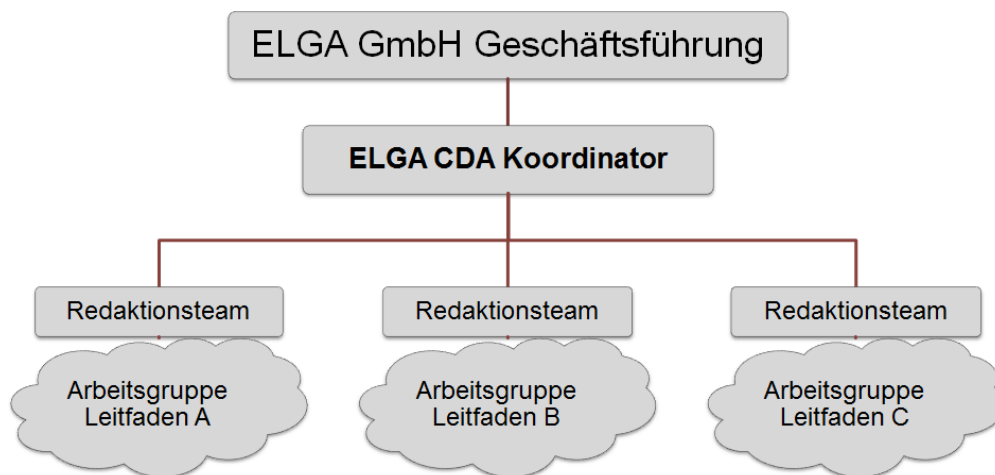 ELGA GmbH Geschäftsführung
ELGA CDA Koordinator
Redaktionsteam
Redaktionsteam
Redaktionsteam
Arbeitsgruppe
Leitfaden A
Arbeitsgruppe
Leitfaden B
Arbeitsgruppe
Leitfaden C